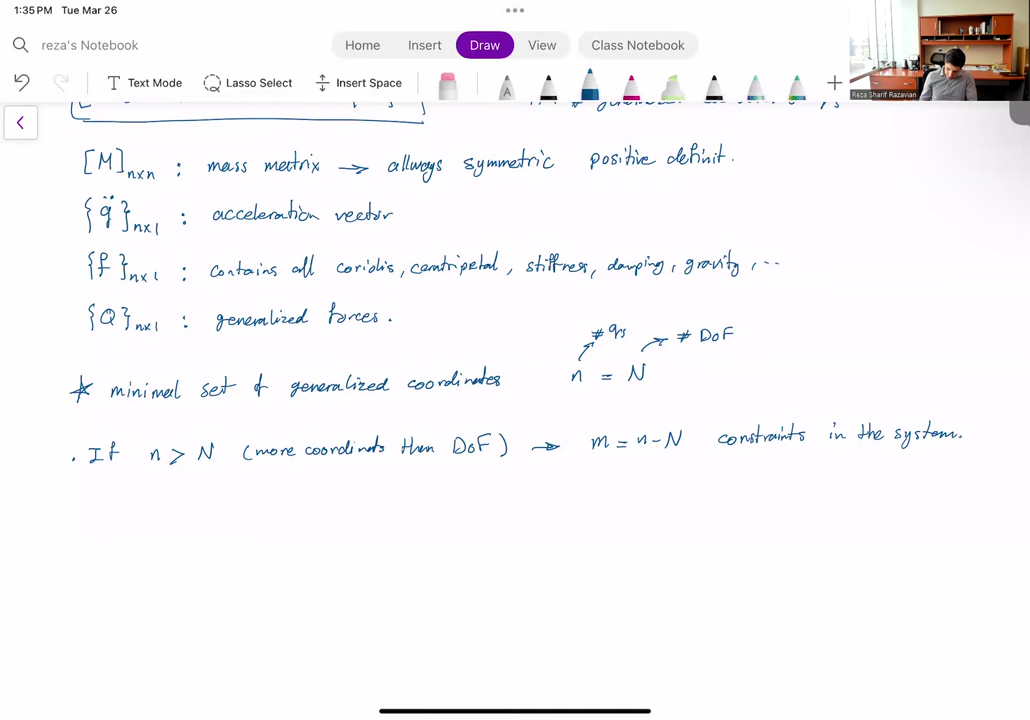 1:35 PM Tue Mar 26
reza's Notebook
Home Insert Draw View Class Notebook
Text Mode Lasso Select Insert Space
Reza Sharif Razavian
[M]nxn : mass matrix → allways symmetric positive definit.
{q̈}nx1 : acceleration vector
{f}nx1 : contains all coriolis, centripetal, stiffness, damping, gravity, ...
{Q}nx1 : generalized forces.
# q's # DoF
* minimal set of generalized coordinates n = N
. If n > N (more coordinats than DoF) → m = n - N constraints in the system.